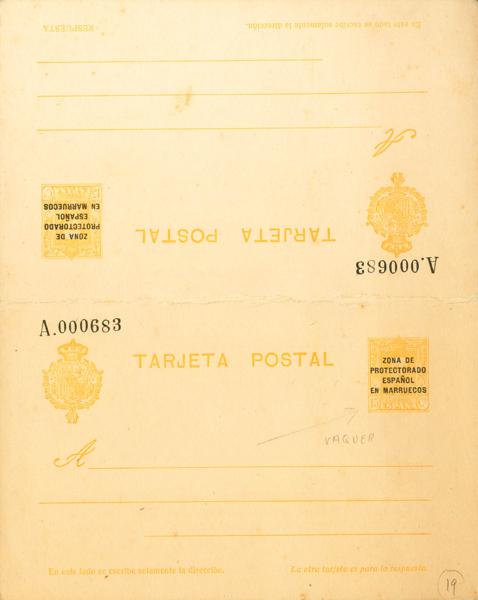 RESPUESTA
En este lado se escribe solamente la dirección.
A
TARJETA POSTAL
ZONA DE
PROTECTORADO
ESPAÑOL
EN MARRUECOS
A.000683
A.000683
TARJETA POSTAL
ZONA DE
PROTECTORADO
ESPAÑOL
EN MARRUECOS
ESPAÑA
VAQUER
A
En este lado se escribe solamente la dirección.
La otra tarjeta es para la respuesta.
19